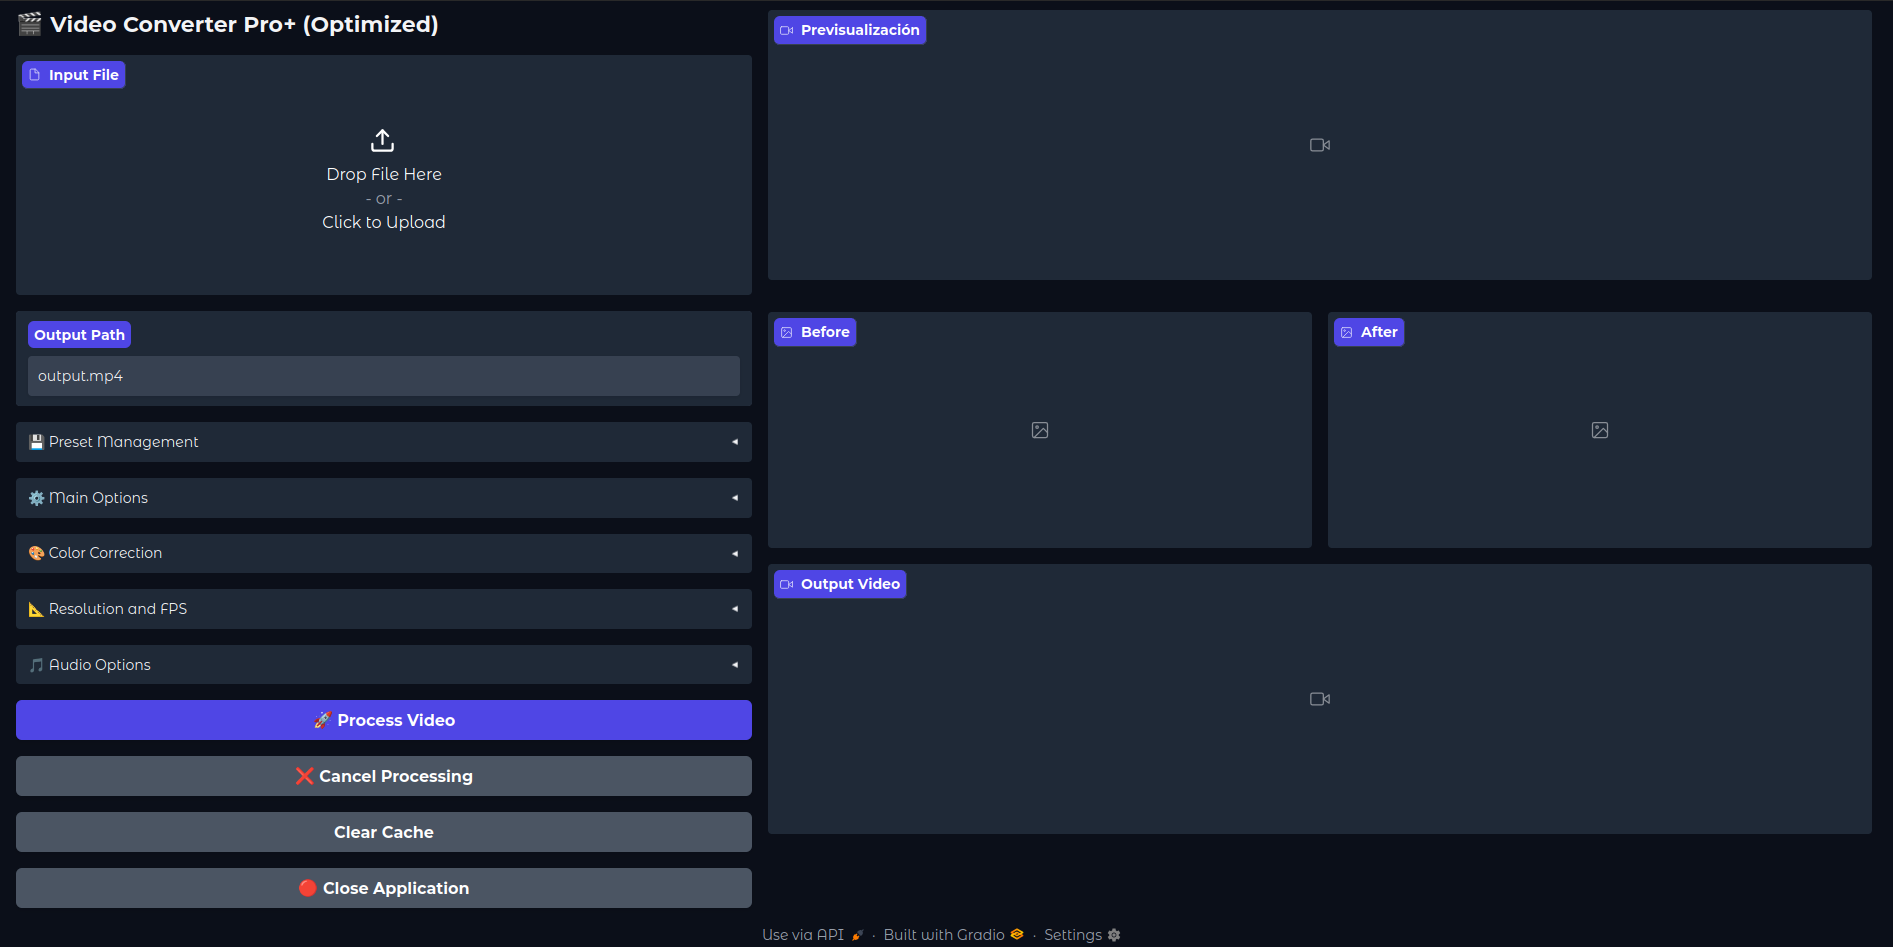 🎬 Video Converter Pro+ (Optimized)
Input File
Drop File Here
- or -
Click to Upload
Output Path
output.mp4
💾 Preset Management
⚙️ Main Options
🎨 Color Correction
📐 Resolution and FPS
🎵 Audio Options
🚀 Process Video
❌ Cancel Processing
Clear Cache
🔴 Close Application
Previsualización
Before
After
Output Video
Use via API · Built with Gradio · Settings